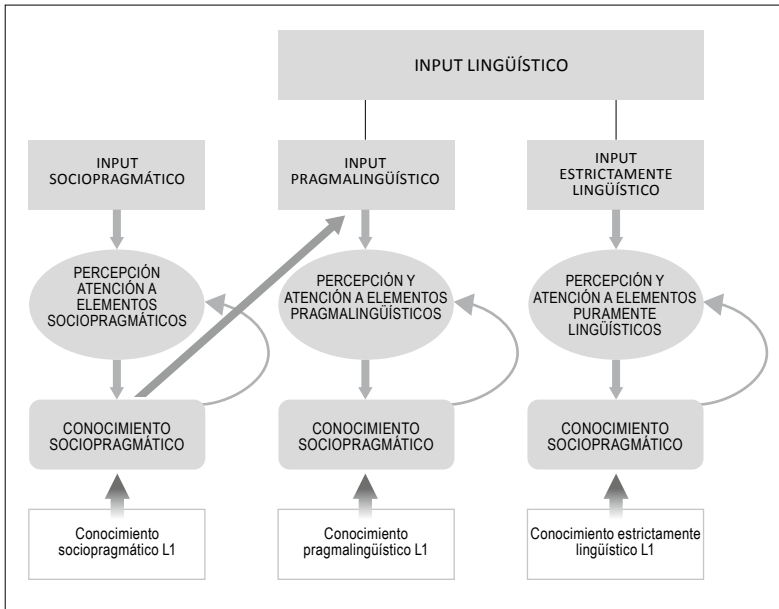 INPUT LINGÜÍSTICO
INPUT
SOCIOPRAGMÁTICO
INPUT
PRAGMALINGÜÍSTICO
INPUT
ESTRICTAMENTE
LINGÜÍSTICO
PERCEPCIÓN
ATENCIÓN A
ELEMENTOS
SOCIOPRAGMÁTICOS
PERCEPCIÓN Y
ATENCIÓN A ELEMENTOS
PRAGMALINGÜÍSTICOS
PERCEPCIÓN Y
ATENCIÓN A ELEMENTOS
PURAMENTE
LINGÜÍSTICOS
CONOCIMIENTO
SOCIOPRAGMÁTICO
CONOCIMIENTO
SOCIOPRAGMÁTICO
CONOCIMIENTO
SOCIOPRAGMÁTICO
Conocimiento
sociopragmático L1
Conocimiento
pragmalingüístico L1
Conocimiento estrictamente
lingüístico L1